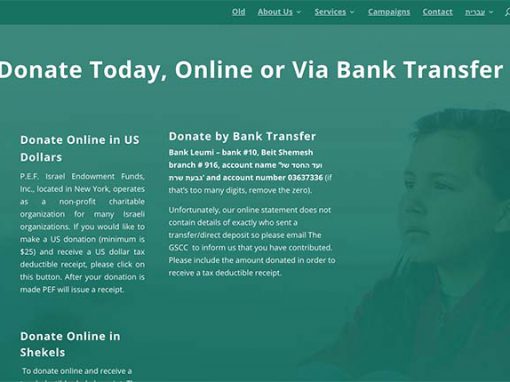 Old About Us Services Campaigns Contact עברית
Donate Today, Online or Via Bank Transfer
Donate Online in US
Dollars
P.E.F. Israel Endowment Funds,
Inc., located in New York, operates
as a non-profit charitable
organization for many Israeli
organizations. If you would like to
make a US donation (minimum is
$25) and receive a US dollar tax
deductible receipt, please click on
this button. After your donation is
made PEF will issue a receipt.
Donate by Bank Transfer
Bank Leumi – bank #10, Beit Shemesh
branch # 916, account name "ועד החסד של
גבעת שרת' and account number 03637336 (if
that's too many digits, remove the zero).
Unfortunately, our online statement does not
contain details of exactly who sent a
transfer/direct deposit so please email The
GSCC to inform us that you have contributed.
Please include the amount donated in order to
receive a tax deductible receipt.
Donate Online in
Shekels
To donate online and receive a